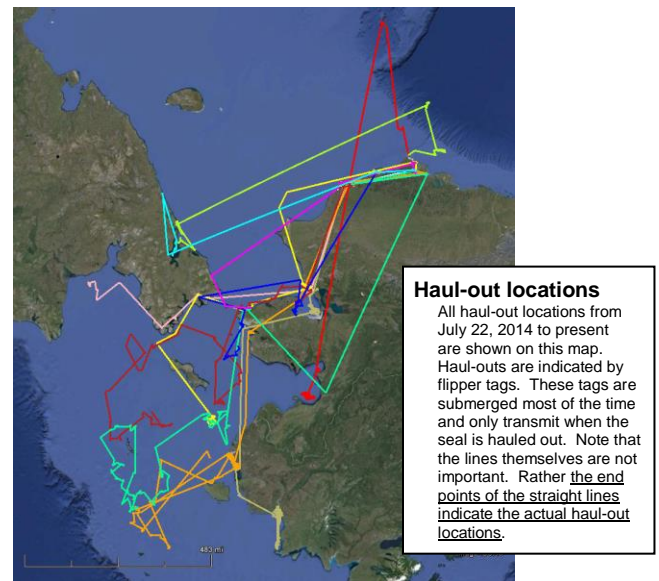 Haul-out locations
All haul-out locations from
July 22, 2014 to present
are shown on this map.
Haul-outs are indicated by
flipper tags. These tags are
submerged most of the time
and only transmit when the
seal is hauled out. Note that
the lines themselves are not
important. Rather the end
points of the straight lines
indicate the actual haul-out
locations.
483 mi